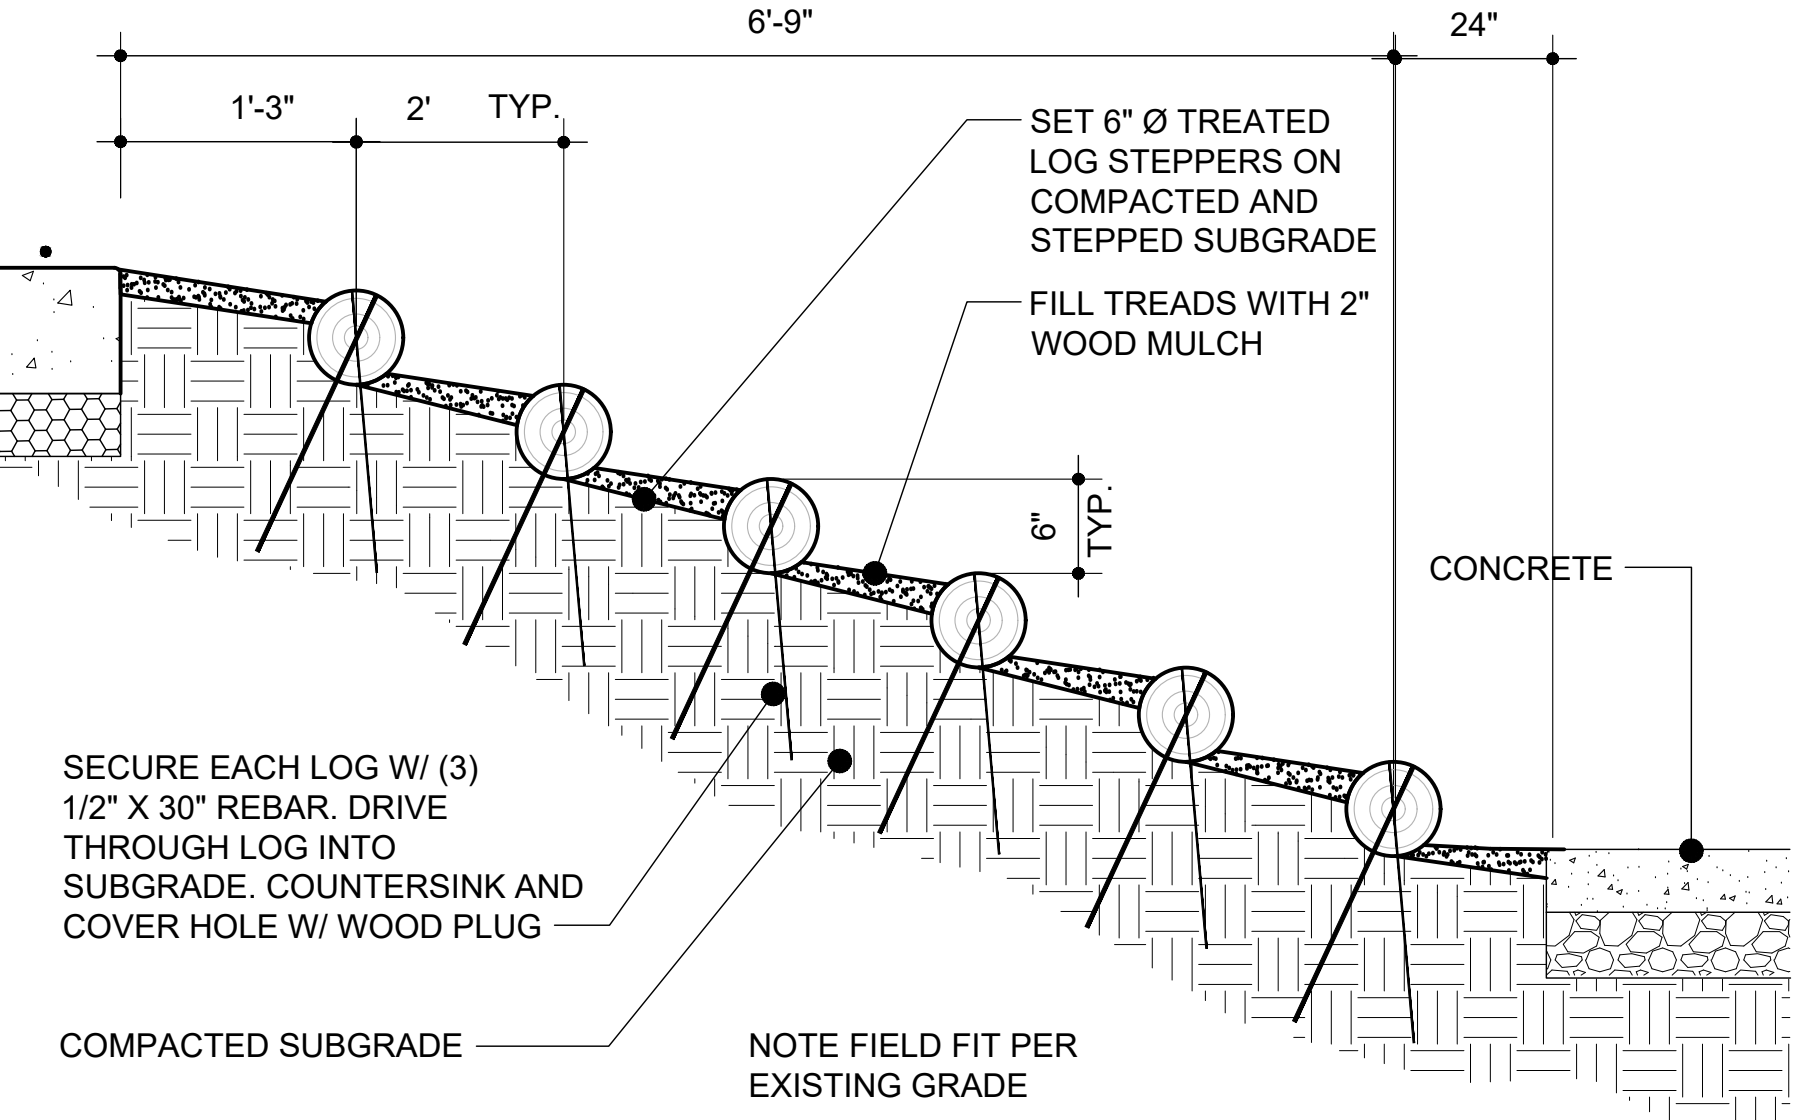 6'-9"
24"
1'-3"
2'
TYP.
SET 6" Ø TREATED
LOG STEPPERS ON
COMPACTED AND
STEPPED SUBGRADE
FILL TREADS WITH 2"
WOOD MULCH
6"
TYP.
CONCRETE
SECURE EACH LOG W/ (3)
1/2" X 30" REBAR. DRIVE
THROUGH LOG INTO
SUBGRADE. COUNTERSINK AND
COVER HOLE W/ WOOD PLUG
COMPACTED SUBGRADE
NOTE FIELD FIT PER
EXISTING GRADE